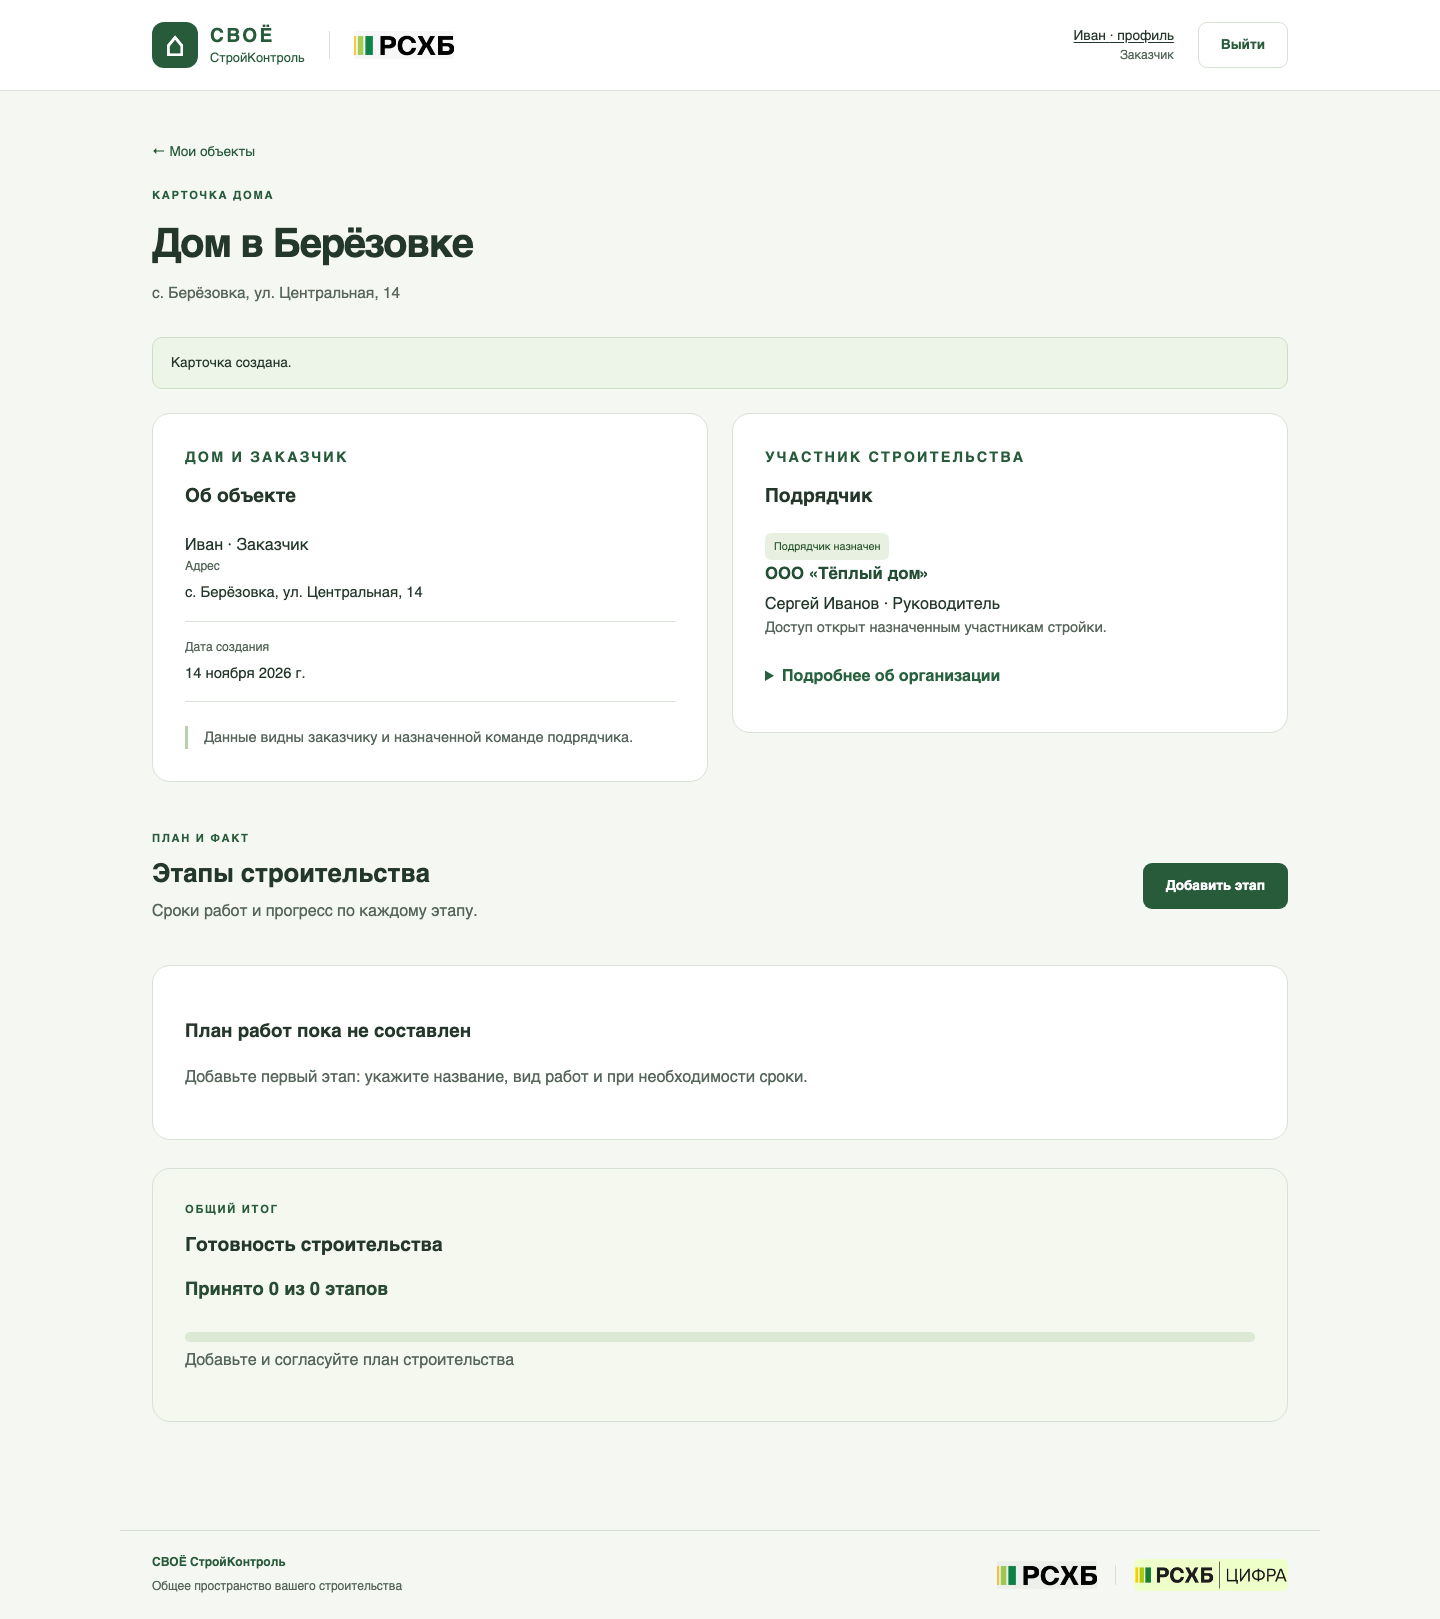 СВОЁ
СтройКонтроль
РСХБ
Иван · профиль
Заказчик
Выйти
← Мои объекты
КАРТОЧКА ДОМА
Дом в Берёзовке
с. Берёзовка, ул. Центральная, 14
Карточка создана.
ДОМ И ЗАКАЗЧИК
Об объекте
Иван · Заказчик
Адрес
с. Берёзовка, ул. Центральная, 14
Дата создания
14 ноября 2026 г.
Данные видны заказчику и назначенной команде подрядчика.
УЧАСТНИК СТРОИТЕЛЬСТВА
Подрядчик
Подрядчик назначен
ООО «Тёплый дом»
Сергей Иванов · Руководитель
Доступ открыт назначенным участникам стройки.
▶ Подробнее об организации
ПЛАН И ФАКТ
Этапы строительства
Сроки работ и прогресс по каждому этапу.
Добавить этап
План работ пока не составлен
Добавьте первый этап: укажите название, вид работ и при необходимости сроки.
ОБЩИЙ ИТОГ
Готовность строительства
Принято 0 из 0 этапов
Добавьте и согласуйте план строительства
СВОЁ СтройКонтроль
Общее пространство вашего строительства
РСХБ
РСХБ ЦИФРА